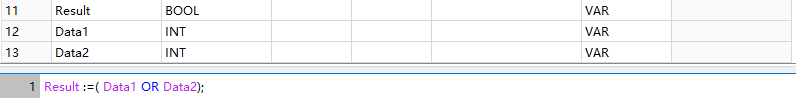 11 Result BOOL VAR
12 Data1 INT VAR
13 Data2 INT VAR
1 Result :=( Data1 OR Data2);